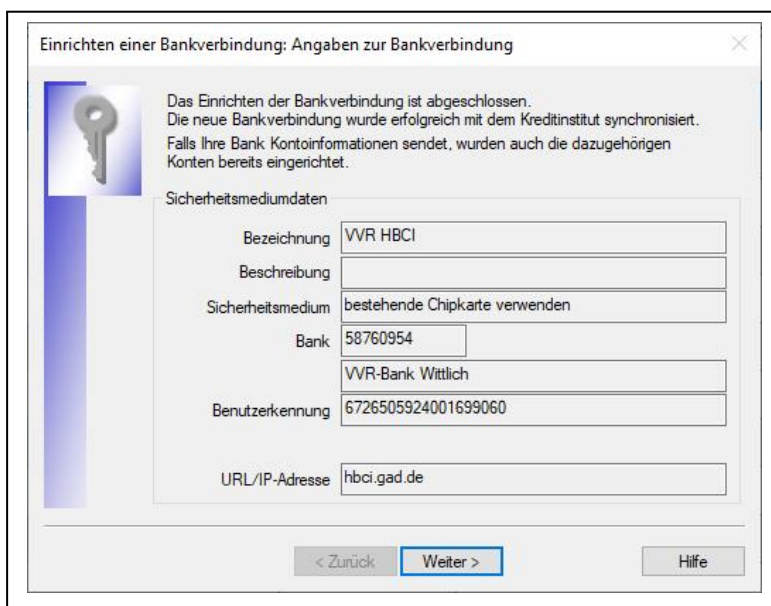 Einrichten einer Bankverbindung: Angaben zur Bankverbindung
Das Einrichten der Bankverbindung ist abgeschlossen.
Die neue Bankverbindung wurde erfolgreich mit dem Kreditinstitut synchronisiert.
Falls Ihre Bank Kontoinformationen sendet, wurden auch die dazugehörigen
Konten bereits eingerichtet.
Sicherheitsmediumdaten
Bezeichnung VVR HBCI
Beschreibung
Sicherheitsmedium bestehende Chipkarte verwenden
Bank 58760954
VVR-Bank Wittlich
Benutzerkennung 6726505924001699060
URL/IP-Adresse hbci.gad.de
< Zurück Weiter > Hilfe